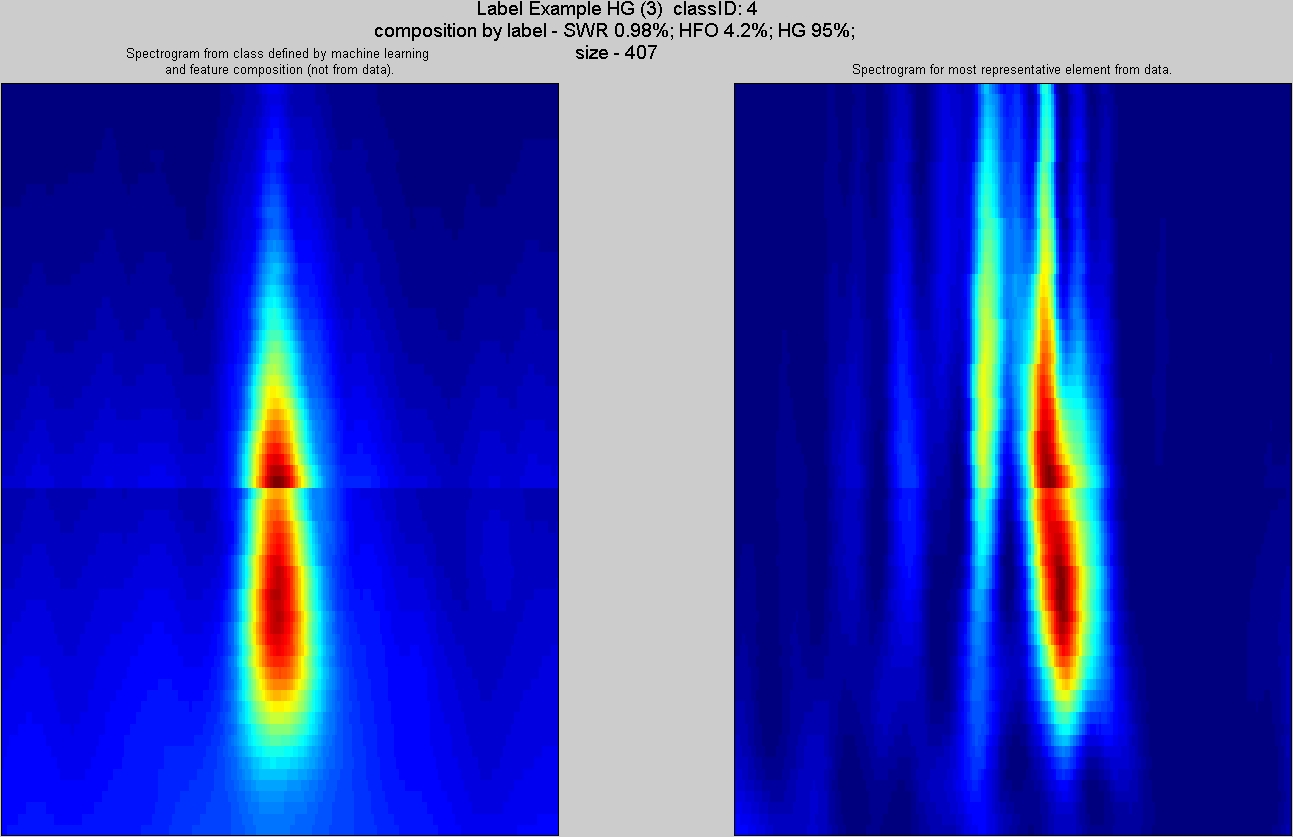 Label Example HG (3) classID: 4
composition by label - SWR 0.98%; HFO 4.2%; HG 95%;
size - 407
Spectrogram from class defined by machine learning
and feature composition (not from data).
Spectrogram for most representative element from data.